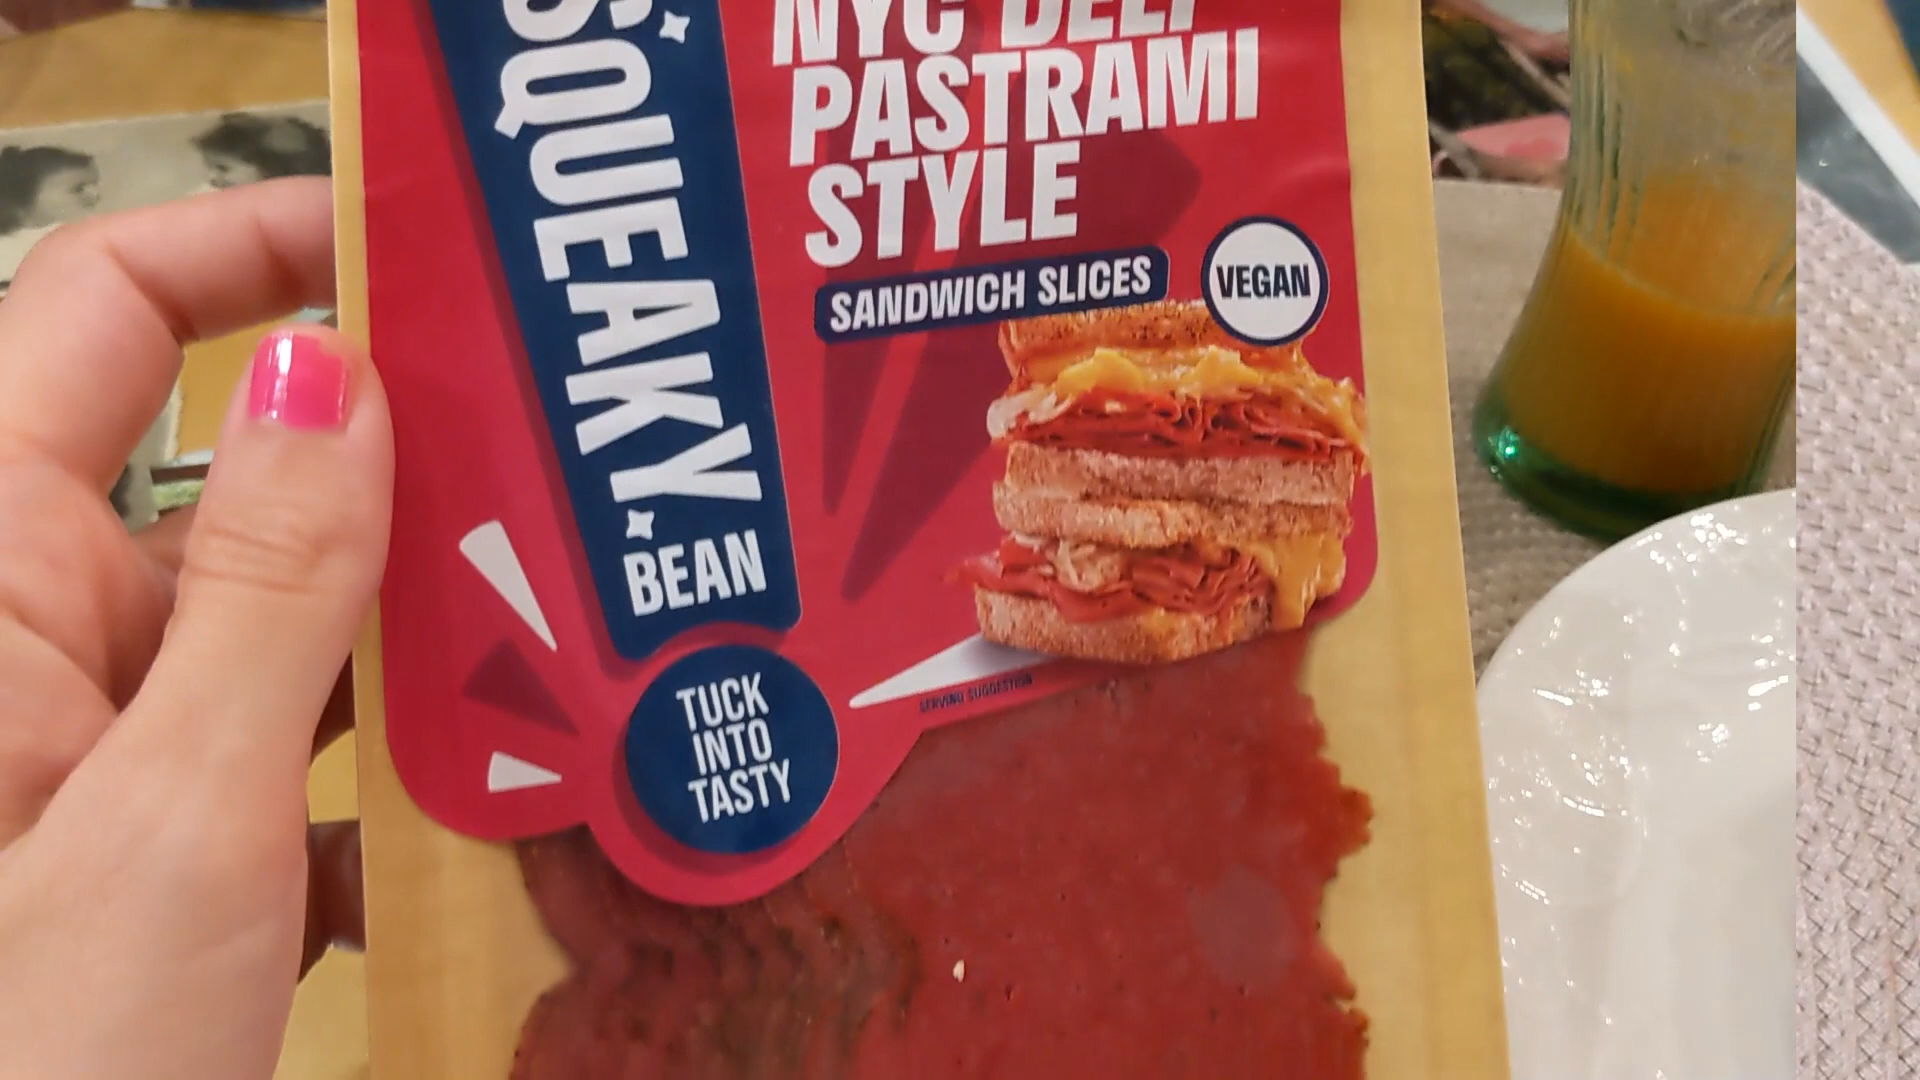 SQUEAKY
BEAN
NYC DELI
PASTRAMI
STYLE
SANDWICH SLICES
VEGAN
SERVING SUGGESTION
TUCK
INTO
TASTY